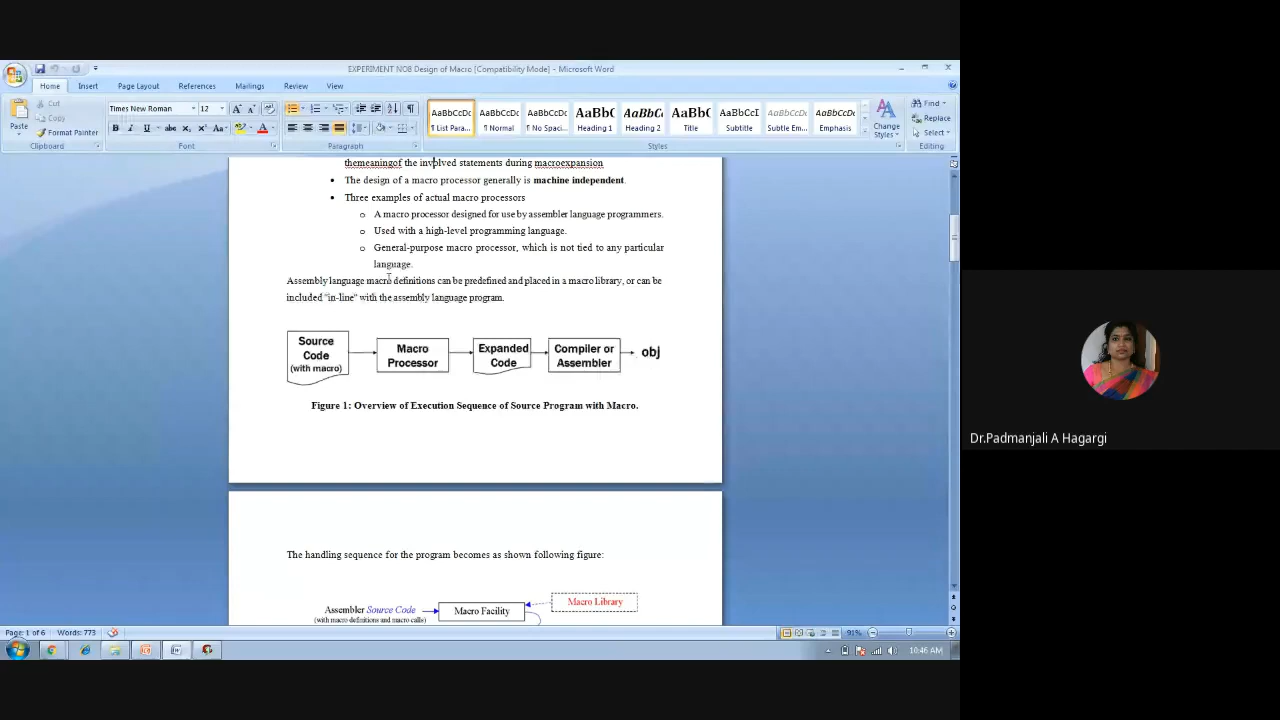 EXPERIMENT NO8 Design of Macro [Compatibility Mode] - Microsoft Word
Home Insert Page Layout References Mailings Review View
Paste
Cut
Copy
Format Painter
Clipboard
Times New Roman 12
Font
Paragraph
AaBbCcDc AaBbCcDc AaBbCcDc AaBbC AaBbCc AaBbC AaBbCcI AaBbCcDc AaBbCcDc
¶ List Para... ¶ Normal ¶ No Spaci... Heading 1 Heading 2 Title Subtitle Subtle Em... Emphasis
Change Styles
Styles
Find
Replace
Select
Editing
themeaningof the involved statements during macroexpansion
• The design of a macro processor generally is machine independent.
• Three examples of actual macro processors
o A macro processor designed for use by assembler language programmers.
o Used with a high-level programming language.
o General-purpose macro processor, which is not tied to any particular
language.
Assembly language macro definitions can be predefined and placed in a macro library, or can be
included "in-line" with the assembly language program.
Source
Code
(with macro)
Macro
Processor
Expanded
Code
Compiler or
Assembler
obj
Figure 1: Overview of Execution Sequence of Source Program with Macro.
The handling sequence for the program becomes as shown following figure:
Assembler Source Code
(with macro definitions and macro calls)
Macro Facility
Macro Library
Page: 1 of 6 Words: 773
91%
10:46 AM
Dr.Padmanjali A Hagargi